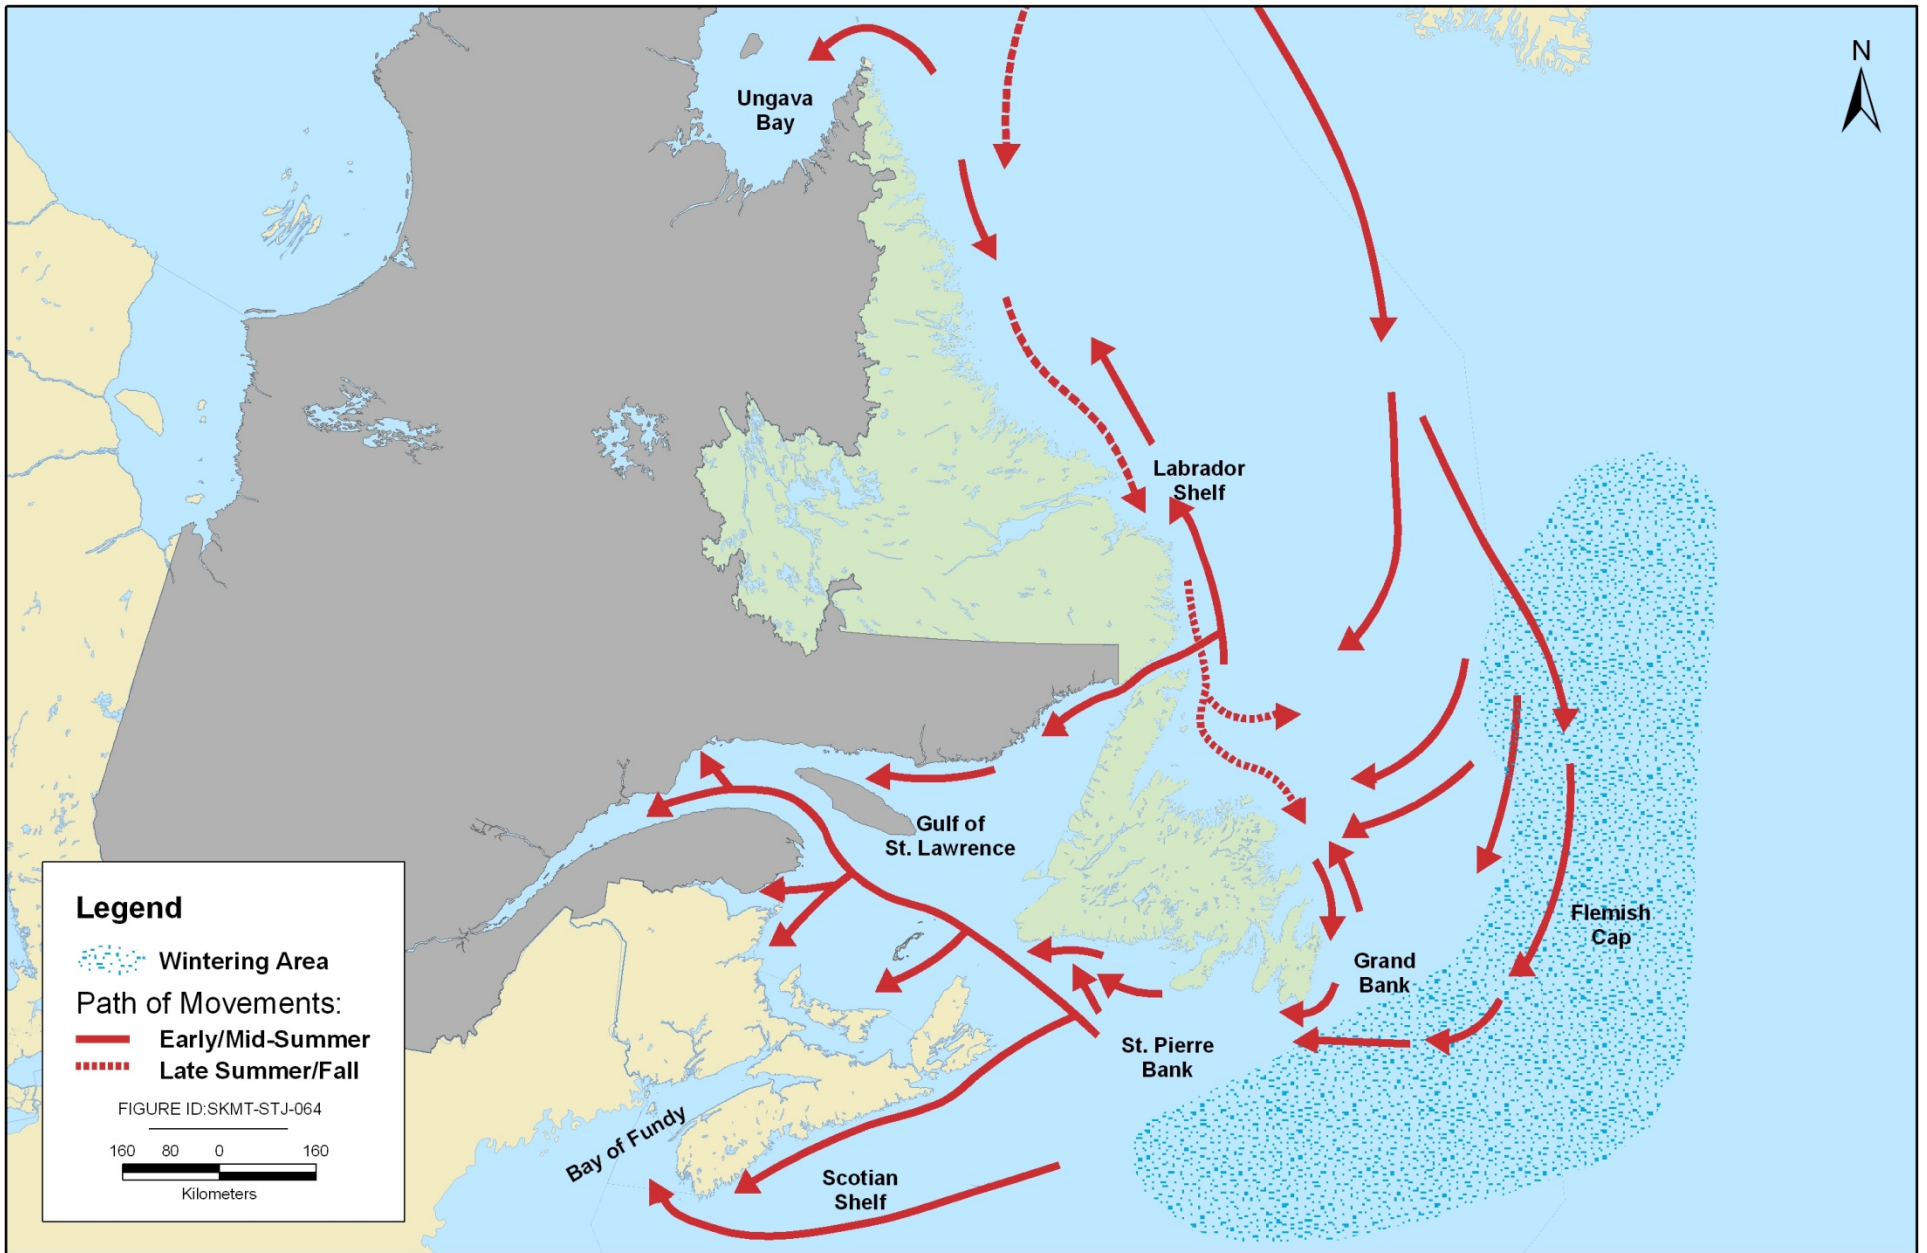 N
Ungava
Bay
Labrador
Shelf
Gulf of
St. Lawrence
Flemish
Cap
Grand
Bank
St. Pierre
Bank
Bay of Fundy
Scotian
Shelf
Legend
Wintering Area
Path of Movements:
Early/Mid-Summer
Late Summer/Fall
FIGURE ID:SKMT-STJ-064
160 80 0 160
Kilometers